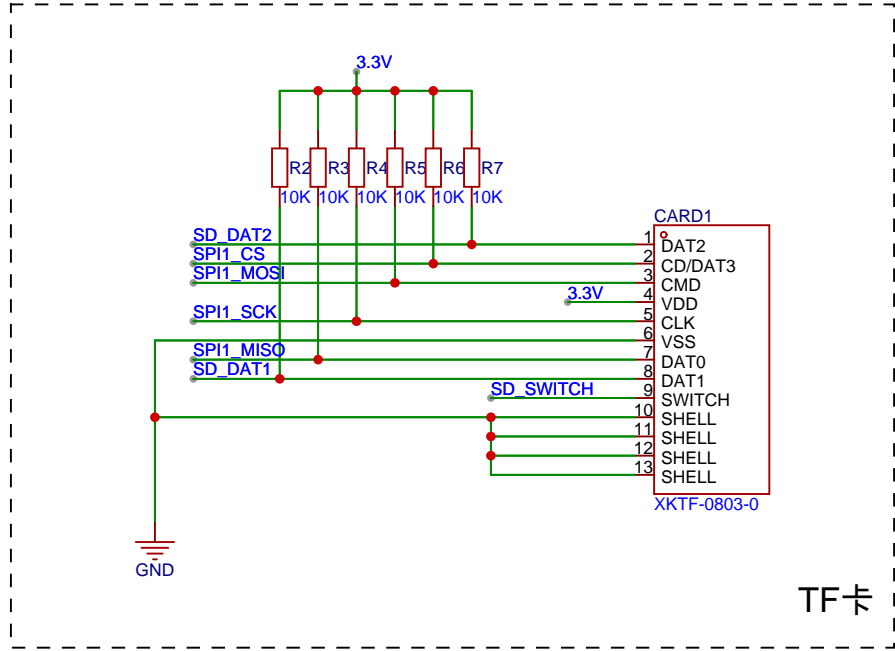 3.3V
R2 R3 R4 R5 R6 R7
10K 10K 10K 10K 10K 10K
CARD1
SD_DAT2 1 DAT2
SPI1_CS 2 CD/DAT3
SPI1_MOSI 3 CMD
3.3V 4 VDD
SPI1_SCK 5 CLK
6 VSS
SPI1_MISO 7 DAT0
SD_DAT1 8 DAT1
SD_SWITCH 9 SWITCH
10 SHELL
11 SHELL
12 SHELL
13 SHELL
XKTF-0803-0
GND
TF卡